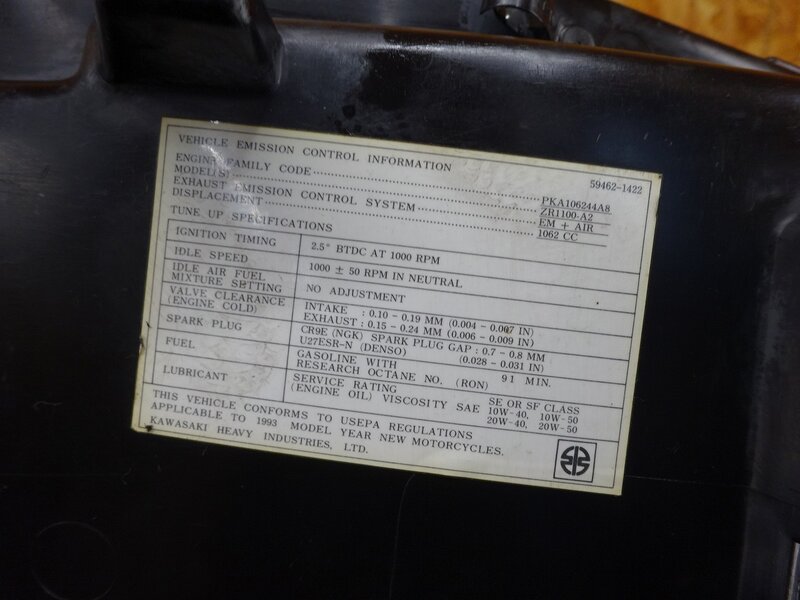 VEHICLE EMISSION CONTROL INFORMATION
59462-1422
ENGINE FAMILY CODE PKA106244A8
MODEL(S) ZR1100-A2
EXHAUST EMISSION CONTROL SYSTEM EM + AIR
DISPLACEMENT 1062 CC
TUNE UP SPECIFICATIONS
IGNITION TIMING 2.5° BTDC AT 1000 RPM
IDLE SPEED 1000 ± 50 RPM IN NEUTRAL
IDLE AIR FUEL
MIXTURE SETTING NO ADJUSTMENT
VALVE CLEARANCE INTAKE : 0.10 - 0.19 MM (0.004 - 0.007 IN)
(ENGINE COLD) EXHAUST : 0.15 - 0.24 MM (0.006 - 0.009 IN)
SPARK PLUG CR9E (NGK) SPARK PLUG GAP : 0.7 - 0.8 MM
U27ESR-N (DENSO) (0.028 - 0.031 IN)
FUEL GASOLINE WITH
RESEARCH OCTANE NO. (RON) 91 MIN.
LUBRICANT SERVICE RATING SE OR SF CLASS
(ENGINE OIL) VISCOSITY SAE 10W-40, 10W-50
20W-40, 20W-50
THIS VEHICLE CONFORMS TO USEPA REGULATIONS
APPLICABLE TO 1993 MODEL YEAR NEW MOTORCYCLES.
KAWASAKI HEAVY INDUSTRIES, LTD.